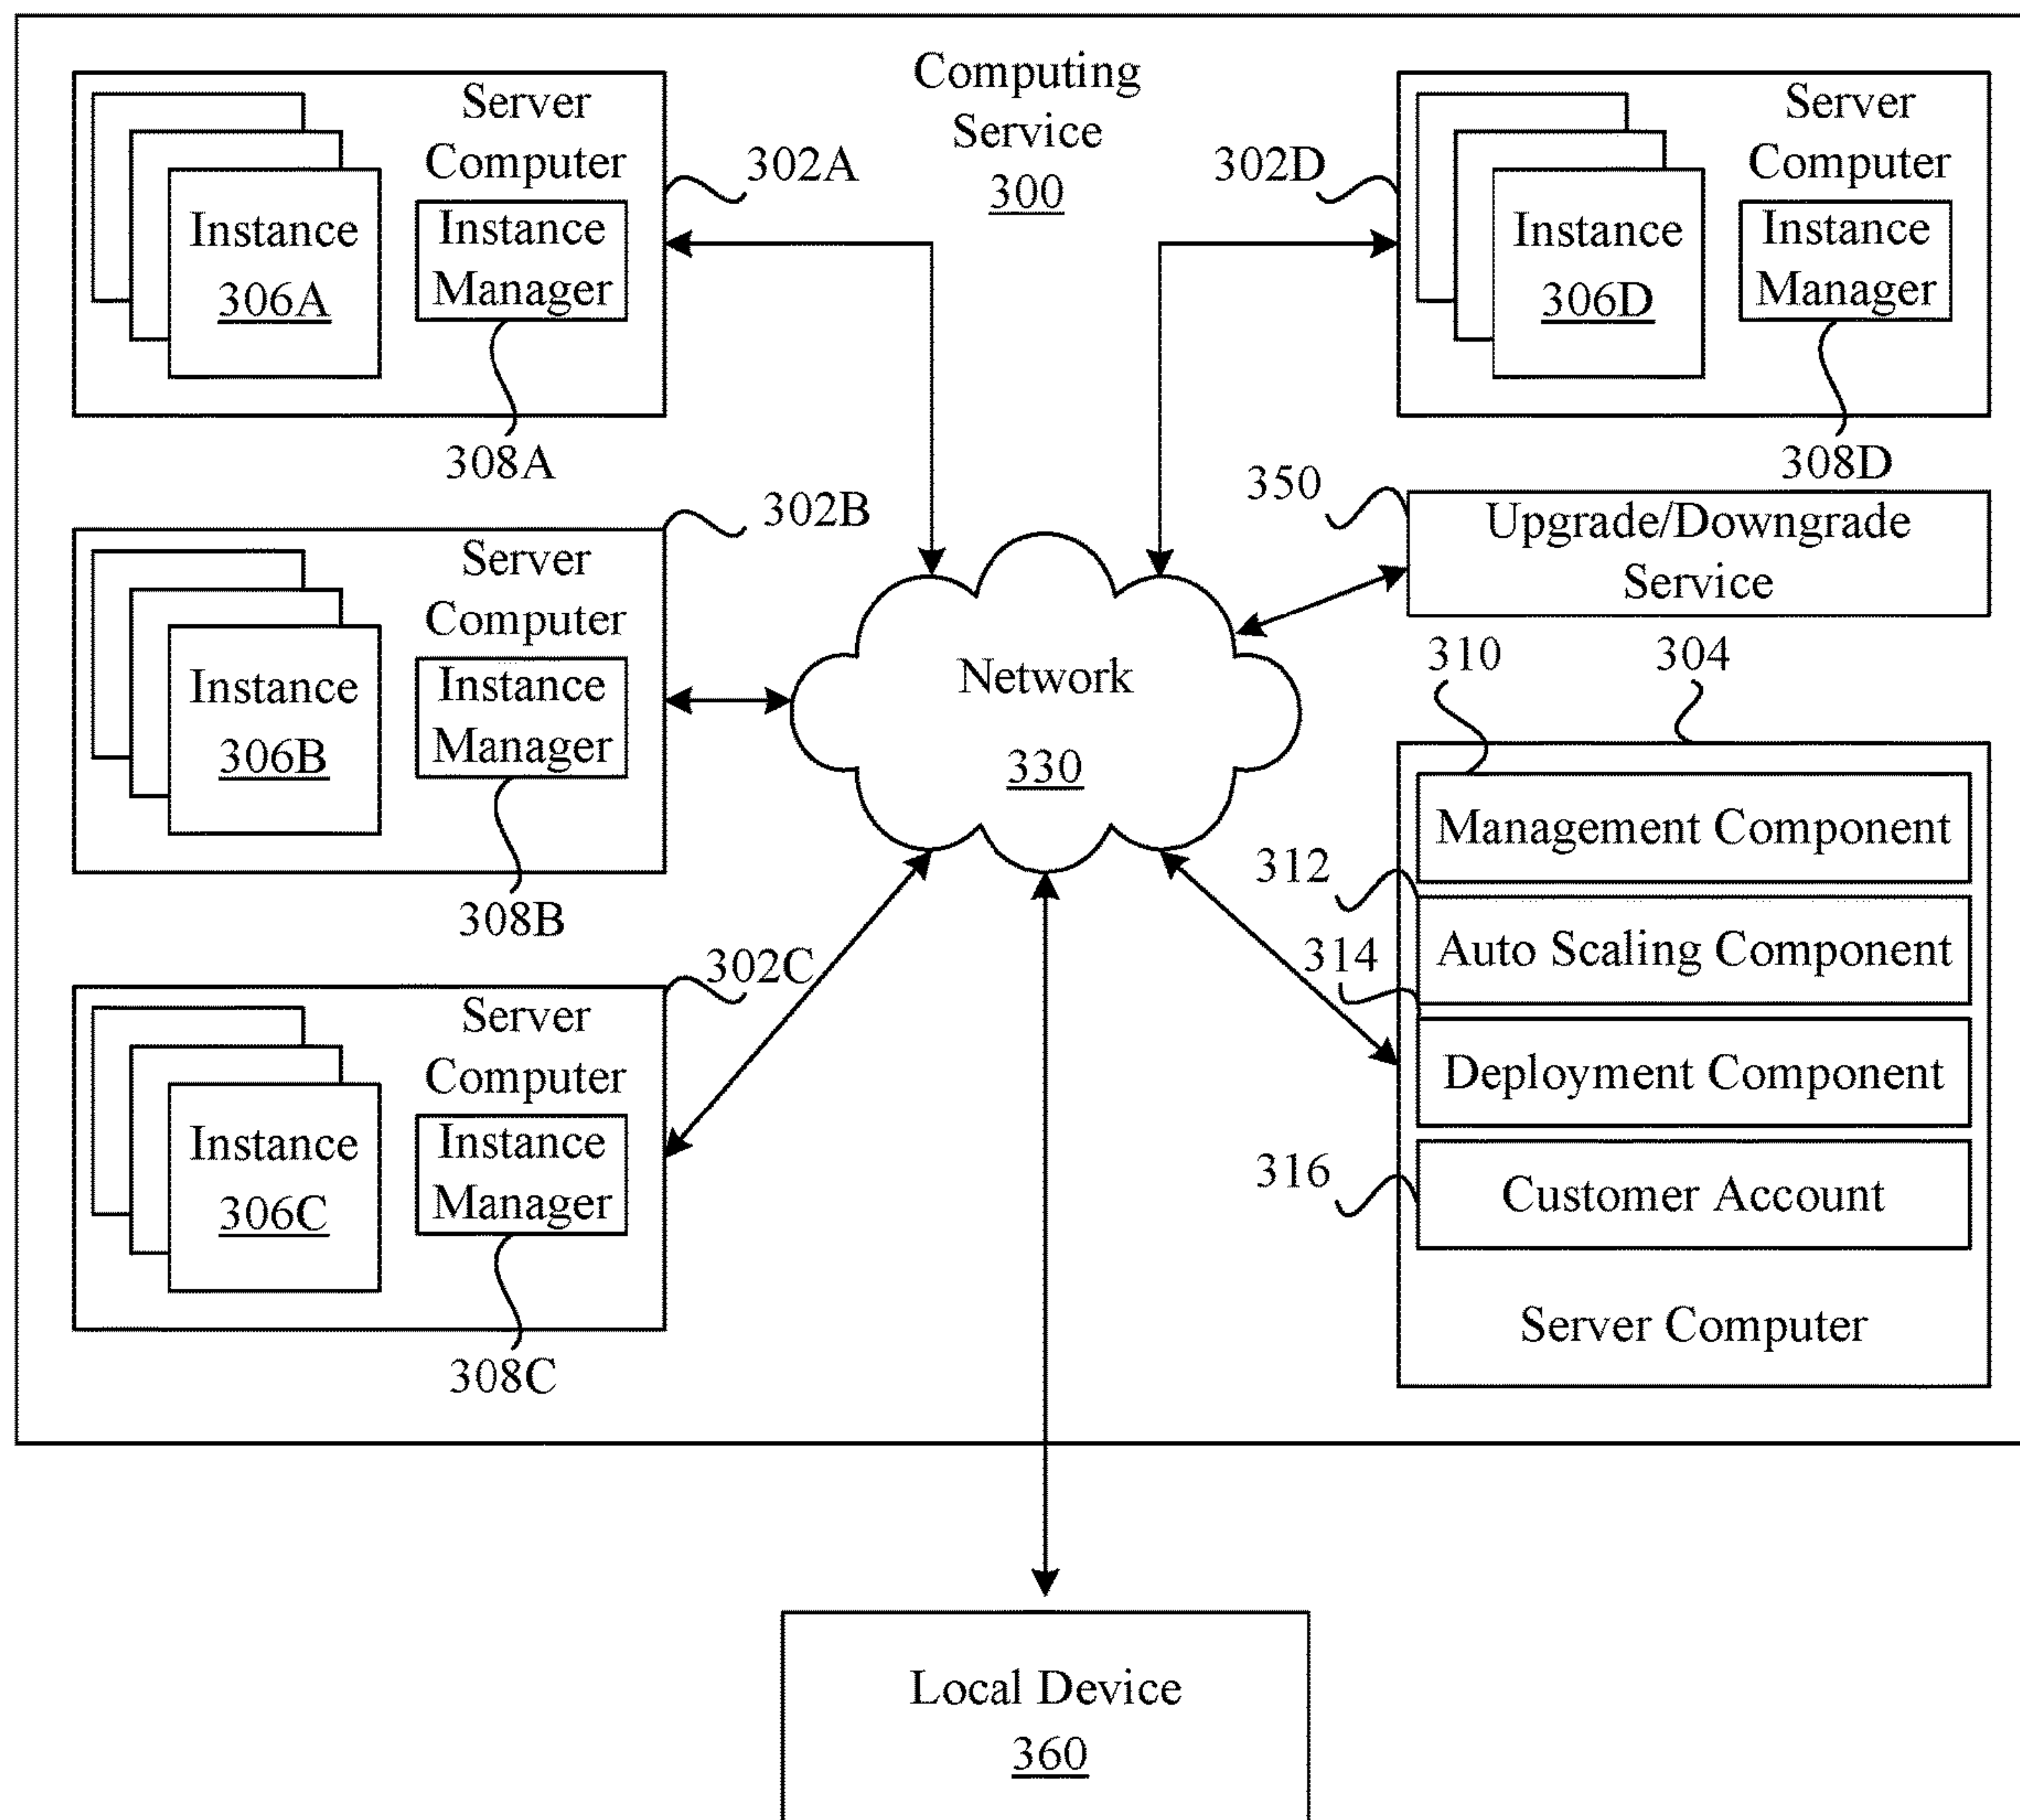 Computing
Service
300
Server
Computer
302A
Instance
306A
Instance
Manager
308A
302D
Server
Computer
Instance
306D
Instance
Manager
308D
302B
Server
Computer
Instance
306B
Instance
Manager
308B
350
Upgrade/Downgrade
Service
Network
330
310
304
Management Component
312
Auto Scaling Component
314
Deployment Component
316
Customer Account
Server Computer
302C
Server
Computer
Instance
306C
Instance
Manager
308C
Local Device
360